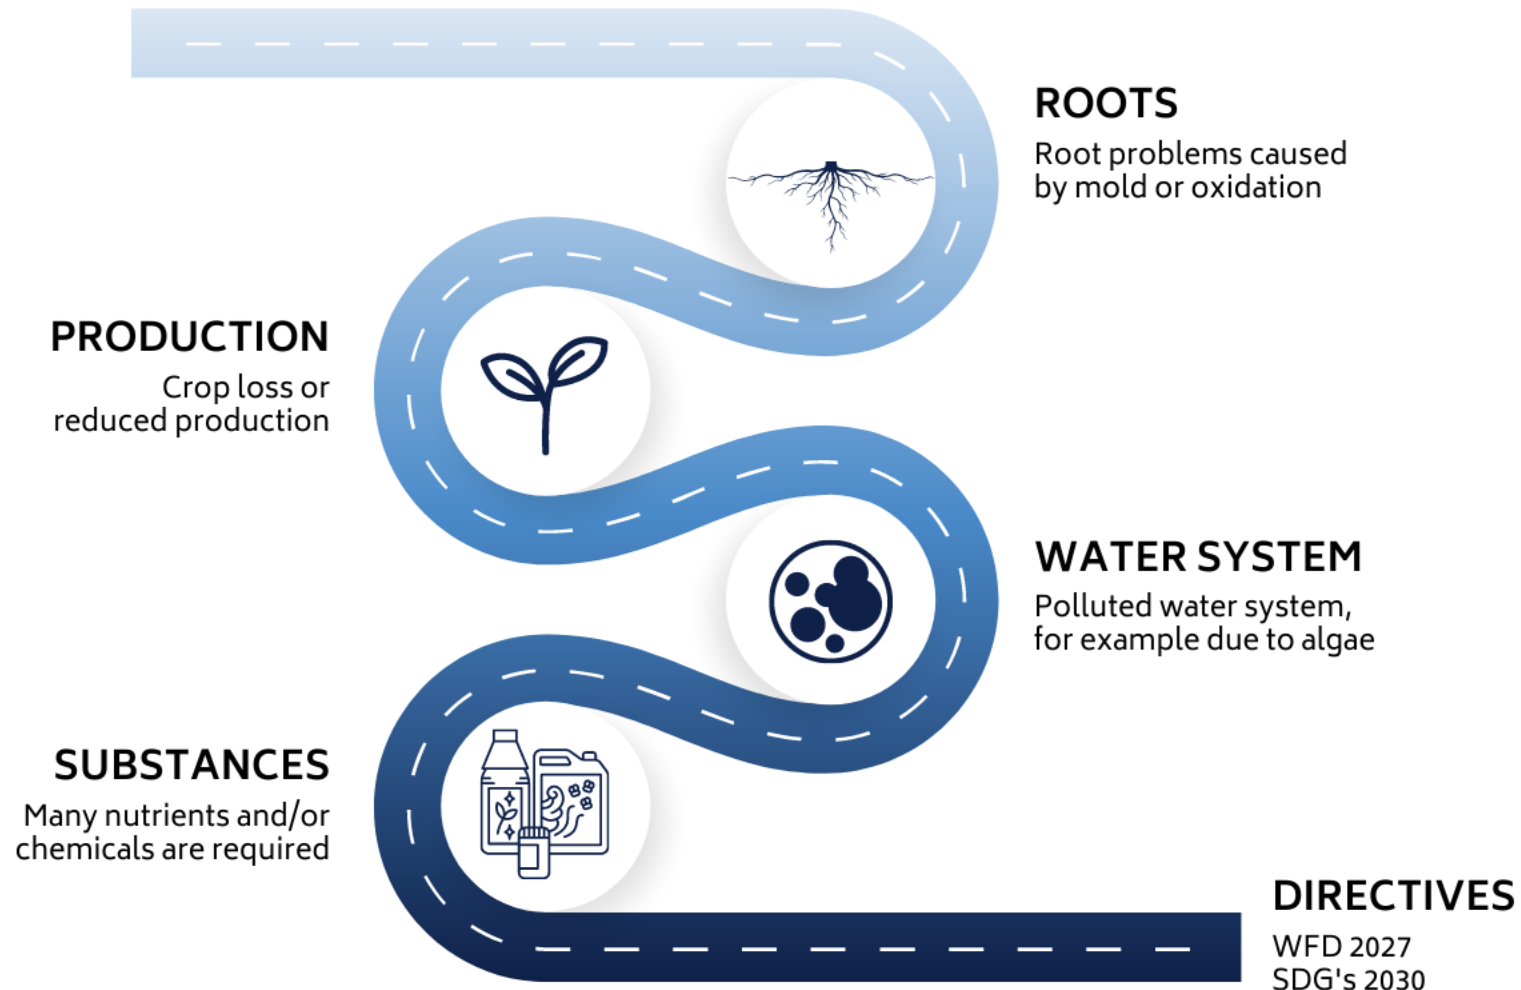 ROOTS
Root problems caused
by mold or oxidation
PRODUCTION
Crop loss or
reduced production
WATER SYSTEM
Polluted water system,
for example due to algae
SUBSTANCES
Many nutrients and/or
chemicals are required
DIRECTIVES
WFD 2027
SDG's 2030